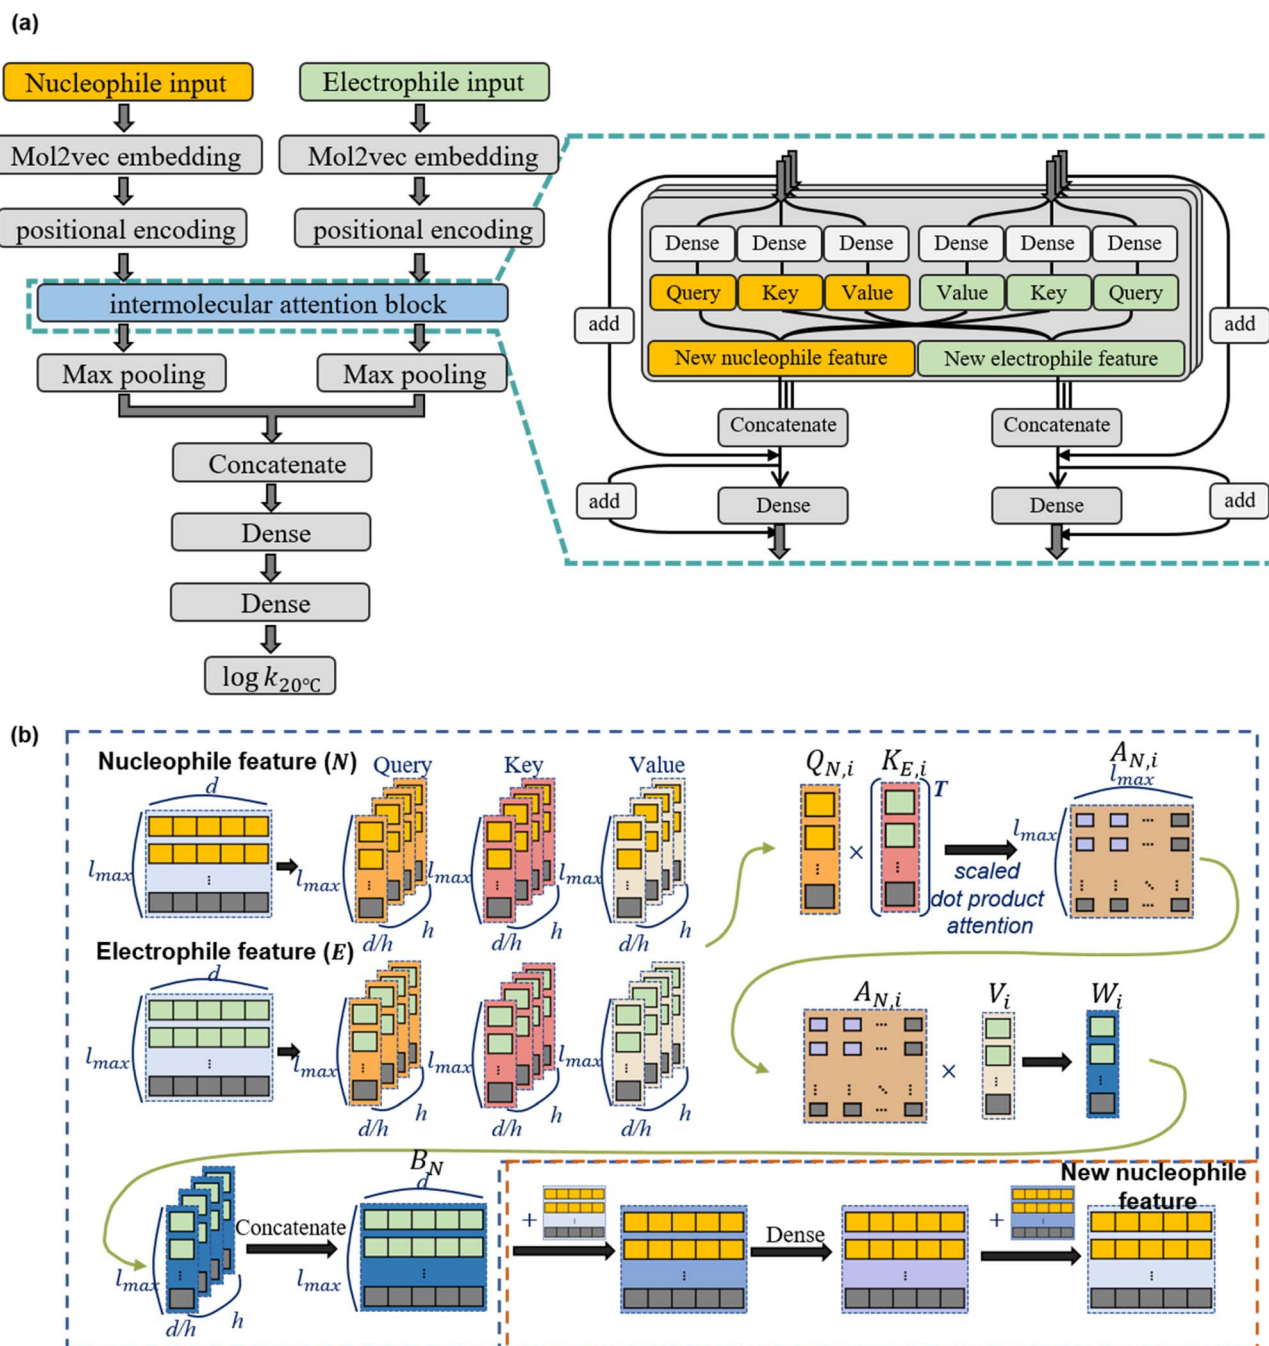 (a)
Nucleophile input
Electrophile input
Mol2vec embedding
Mol2vec embedding
positional encoding
positional encoding
intermolecular attention block
Max pooling
Max pooling
Concatenate
Dense
Dense
log k20℃
Dense
Dense
Dense
Dense
Dense
Dense
Query
Key
Value
Value
Key
Query
add
add
New nucleophile feature
New electrophile feature
Concatenate
Concatenate
add
Dense
Dense
add
(b)
Nucleophile feature (N)
d
lmax
Query
Key
Value
lmax
lmax
lmax
d/h
h
d/h
h
d/h
h
Electrophile feature (E)
d
lmax
lmax
lmax
lmax
d/h
h
d/h
h
d/h
h
QN,i
×
KE,i
T
scaled
dot product
attention
AN,i
lmax
lmax
AN,i
×
Vi
Wi
lmax
d/h
h
Concatenate
BN
d
lmax
+
Dense
+
New nucleophile
feature